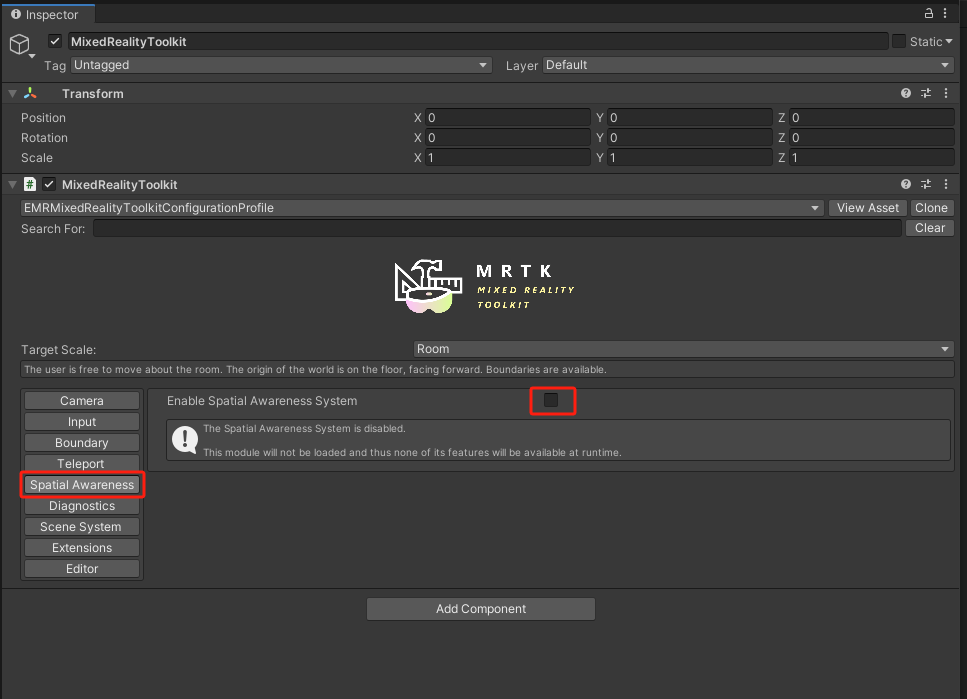 Inspector
MixedRealityToolkit
Static
Tag Untagged Layer Default
Transform
Position X 0 Y 0 Z 0
Rotation X 0 Y 0 Z 0
Scale X 1 Y 1 Z 1
# MixedRealityToolkit
EMRMixedRealityToolkitConfigurationProfile View Asset Clone
Search For: Clear
MRTK
MIXED REALITY
TOOLKIT
Target Scale: Room
The user is free to move about the room. The origin of the world is on the floor, facing forward. Boundaries are available.
Camera
Input
Boundary
Teleport
Spatial Awareness
Diagnostics
Scene System
Extensions
Editor
Enable Spatial Awareness System
The Spatial Awareness System is disabled.
This module will not be loaded and thus none of its features will be available at runtime.
Add Component